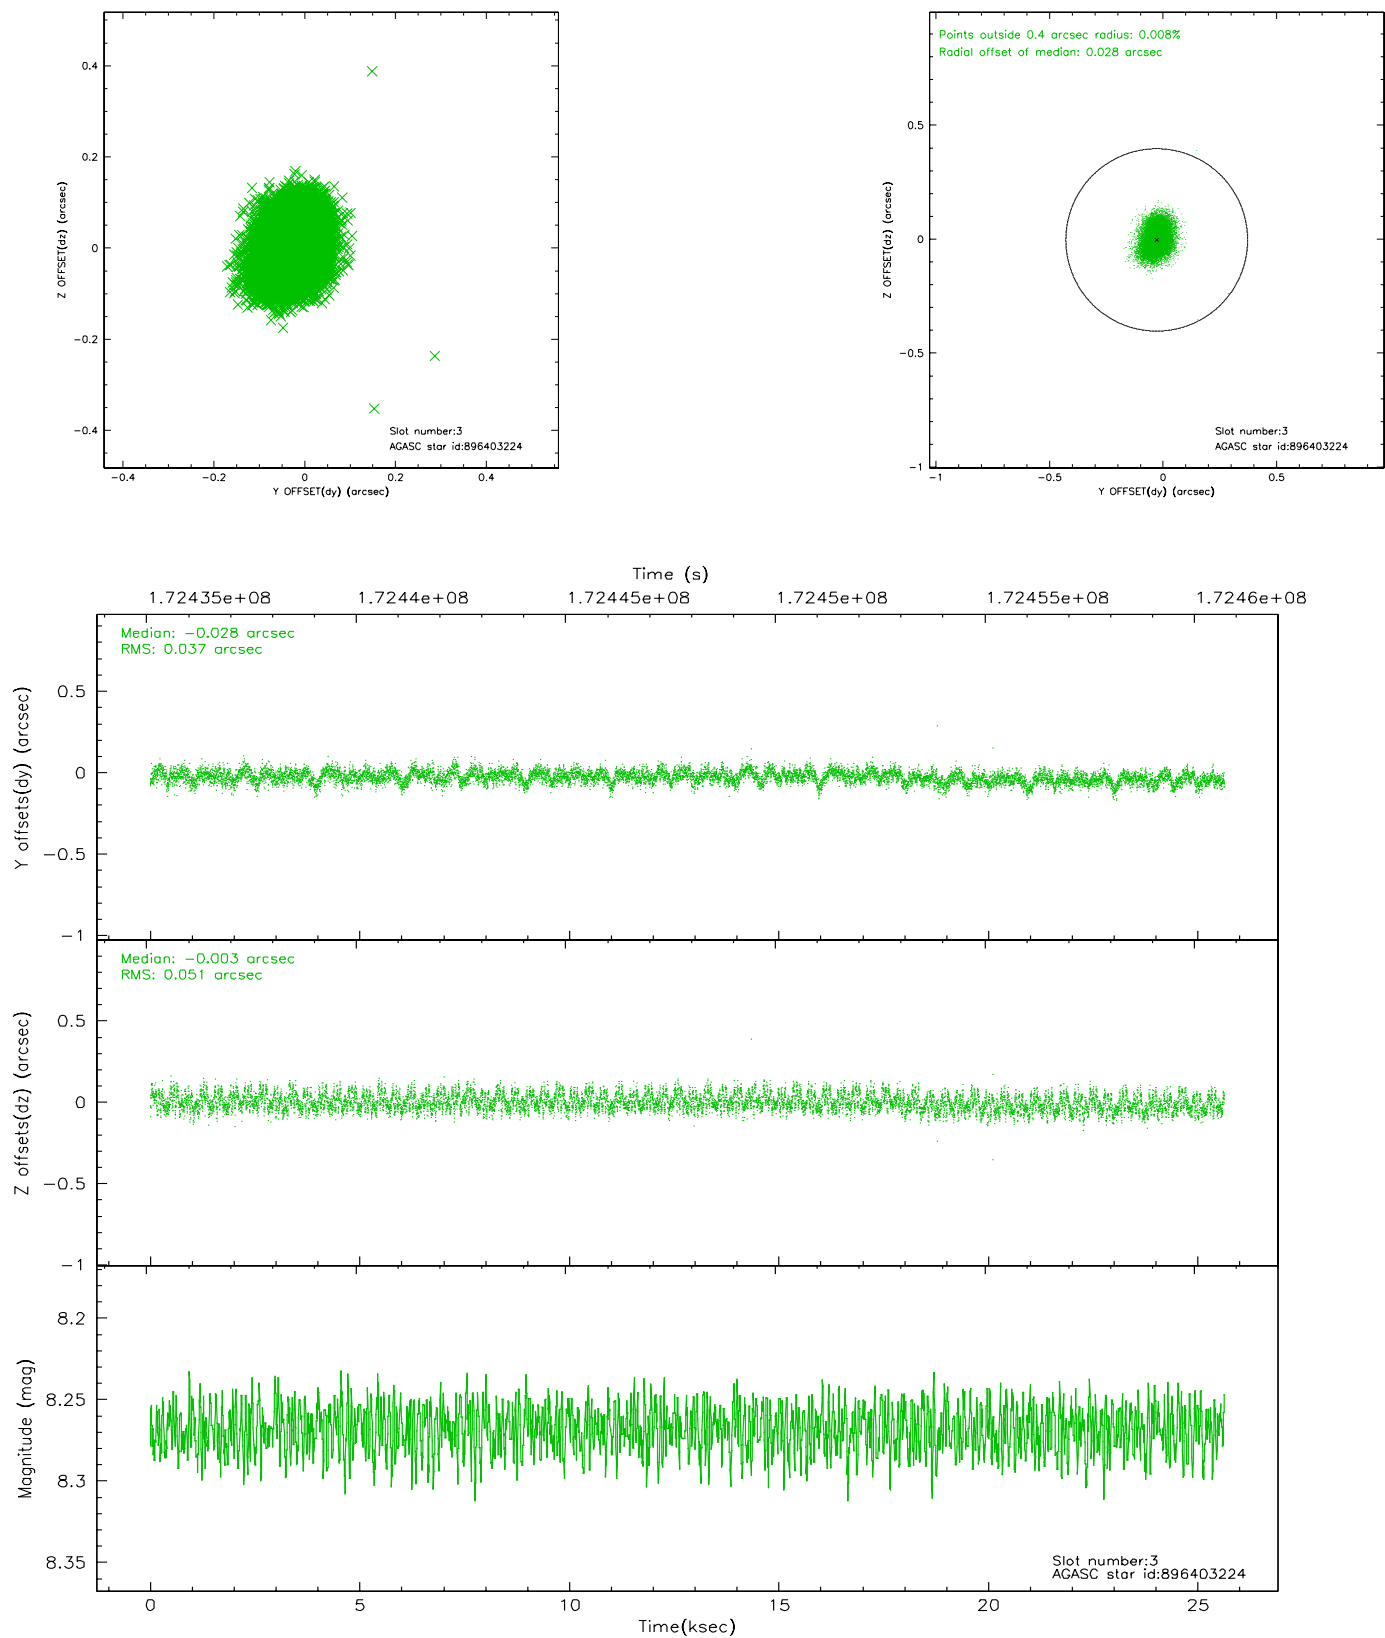 0.4
0.2
0
−0.2
−0.4
Z OFFSET(dz) (arcsec)
Slot number:3
AGASC star id:896403224
−0.4
−0.2
0
0.2
0.4
Y OFFSET(dy) (arcsec)
Points outside 0.4 arcsec radius: 0.008%
Radial offset of median: 0.028 arcsec
0.5
0
−0.5
−1
Z OFFSET(dz) (arcsec)
Slot number:3
AGASC star id:896403224
−1
−0.5
0
0.5
Y OFFSET(dy) (arcsec)
Time (s)
1.72435e+08
1.7244e+08
1.72445e+08
1.7245e+08
1.72455e+08
1.7246e+08
Median: −0.028 arcsec
RMS: 0.037 arcsec
0.5
0
−0.5
−1
Y offsets(dy) (arcsec)
Median: −0.003 arcsec
RMS: 0.051 arcsec
0.5
0
−0.5
−1
Z offsets(dz) (arcsec)
8.2
8.25
8.3
8.35
Magnitude (mag)
Slot number:3
AGASC star id:896403224
0
5
10
15
20
25
Time(ksec)